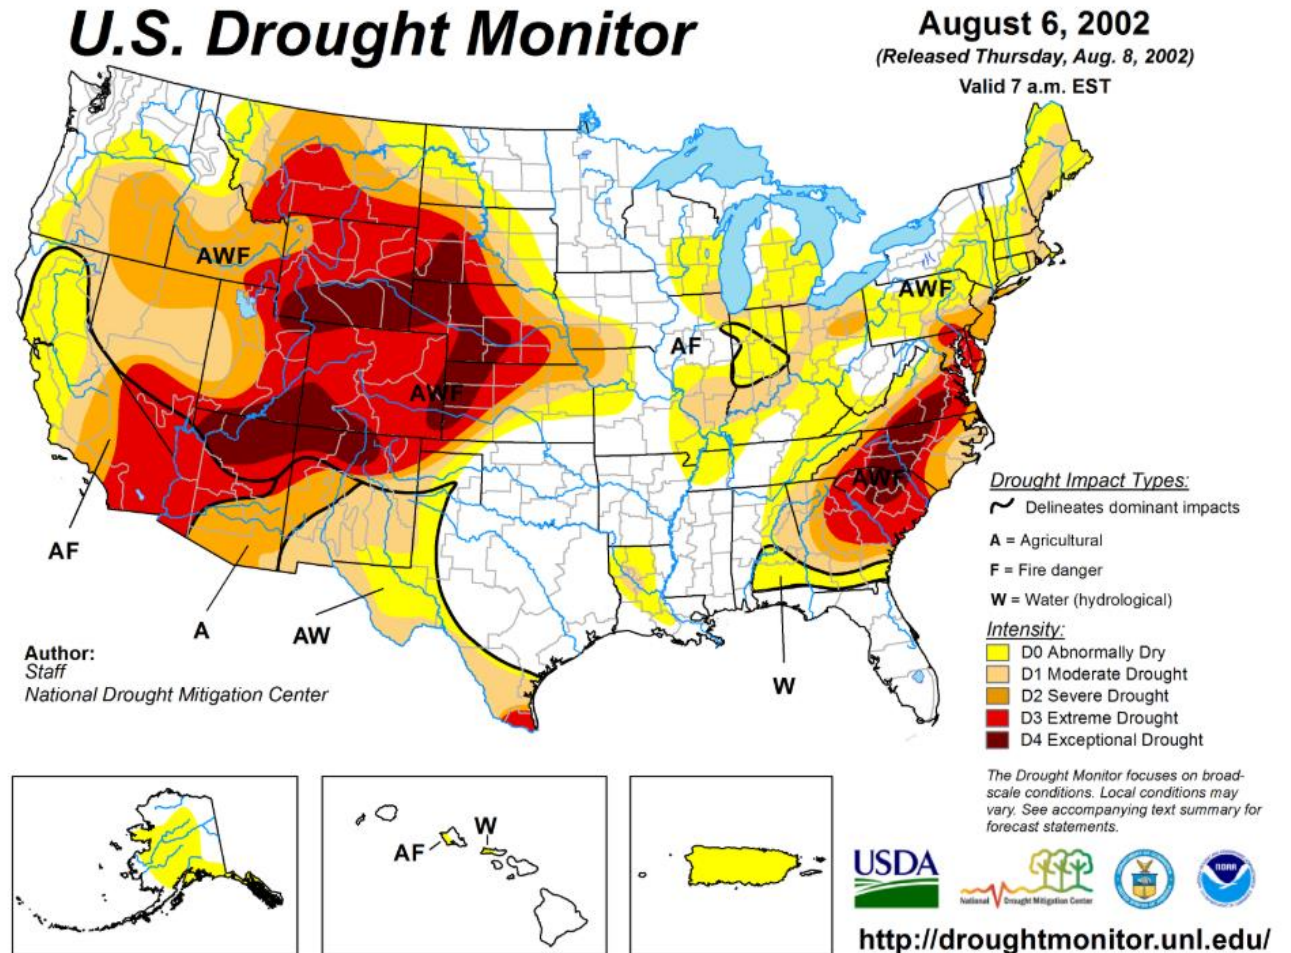 U.S. Drought Monitor
August 6, 2002
(Released Thursday, Aug. 8, 2002)
Valid 7 a.m. EST
AWF
AWF
AF
AWF
AWF
AF
A
AW
W
Drought Impact Types:
Delineates dominant impacts
A = Agricultural
F = Fire danger
W = Water (hydrological)
Intensity:
D0 Abnormally Dry
D1 Moderate Drought
D2 Severe Drought
D3 Extreme Drought
D4 Exceptional Drought
Author:
Staff
National Drought Mitigation Center
W
AF
The Drought Monitor focuses on broad-
scale conditions. Local conditions may
vary. See accompanying text summary for
forecast statements.
USDA
National Drought Mitigation Center
NOAA
http://droughtmonitor.unl.edu/